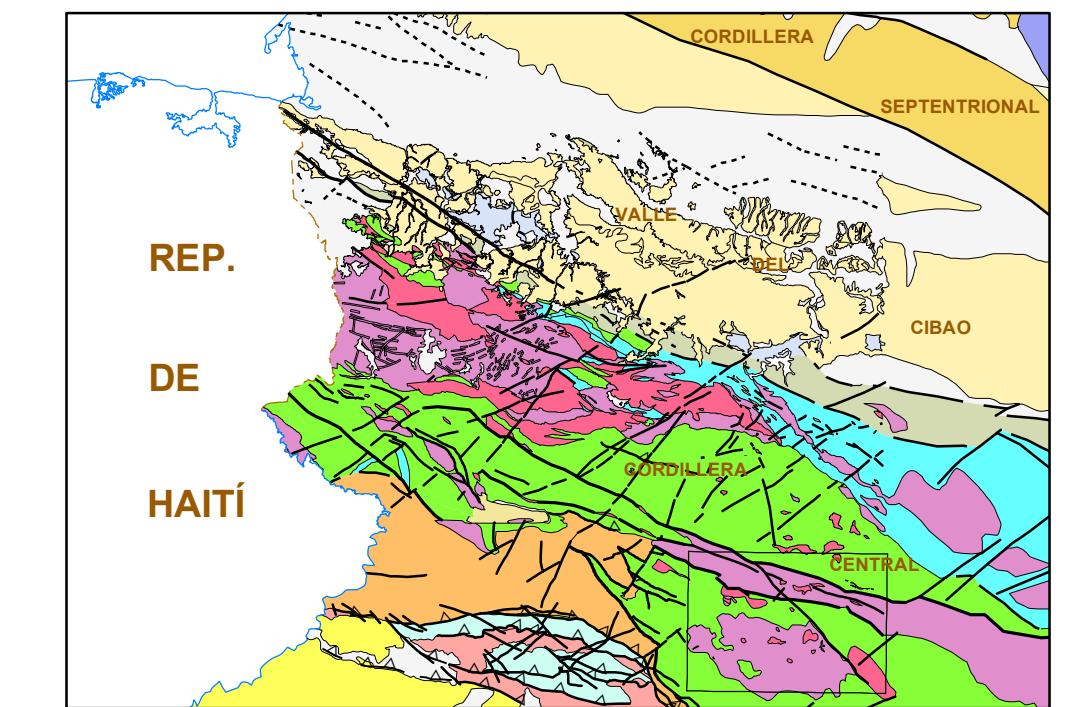 CORDILLERA
SEPTENTRIONAL
VALLE
DEL
CIBAO
REP.
DE
HAITÍ
CORDILLERA
CENTRAL